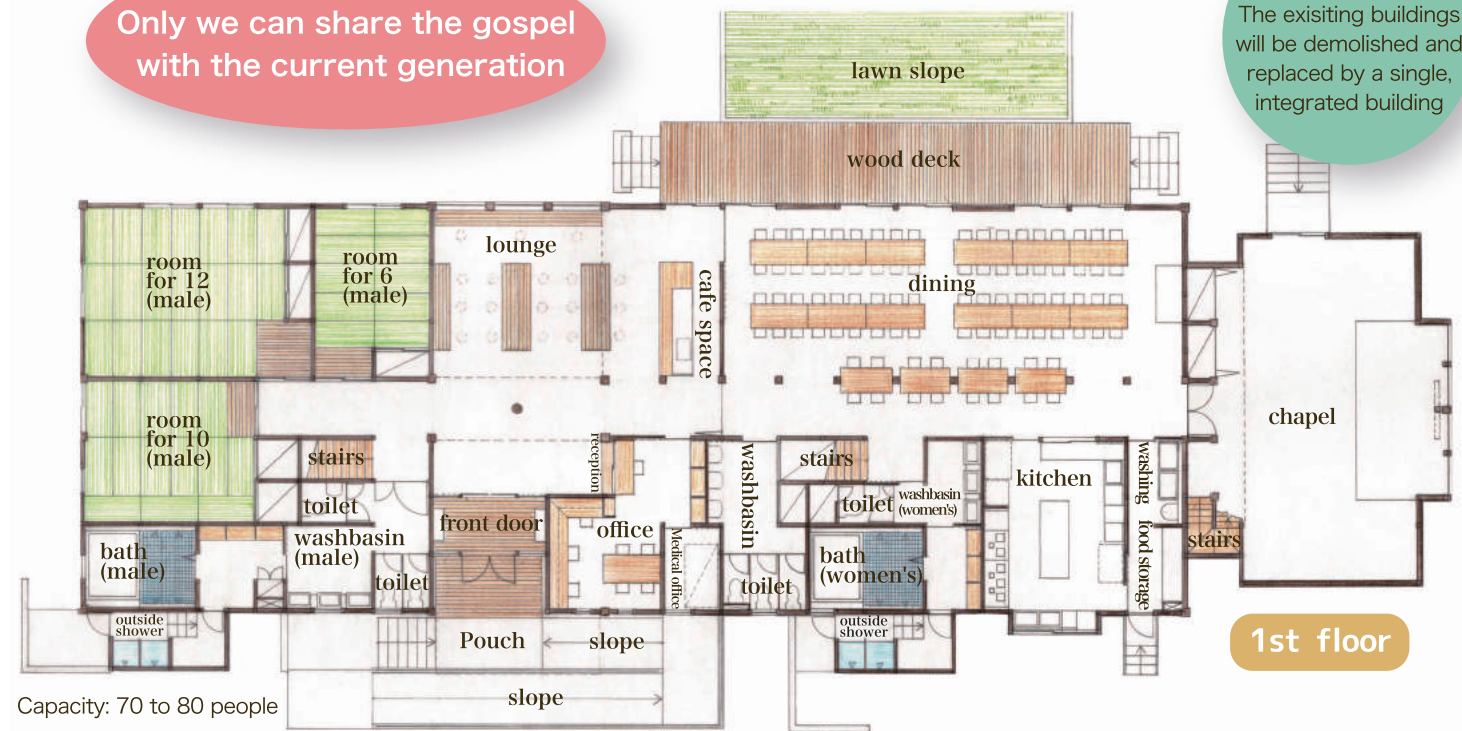 Only we can share the gospel
with the current generation
The exisiting buildings
will be demolished and
replaced by a single,
integrated building
lawn slope
wood deck
room
for 12
(male)
room
for 6
(male)
lounge
cafe space
dining
room
for 10
(male)
chapel
stairs
reception
washbasin
stairs
kitchen
washing
toilet
front door
office
toilet
washbasin
(women's)
stairs
bath
(male)
washbasin
(male)
toilet
Medical office
toilet
bath
(women's)
food storage
outside
shower
Pouch
slope
outside
shower
1st floor
slope
Capacity: 70 to 80 people